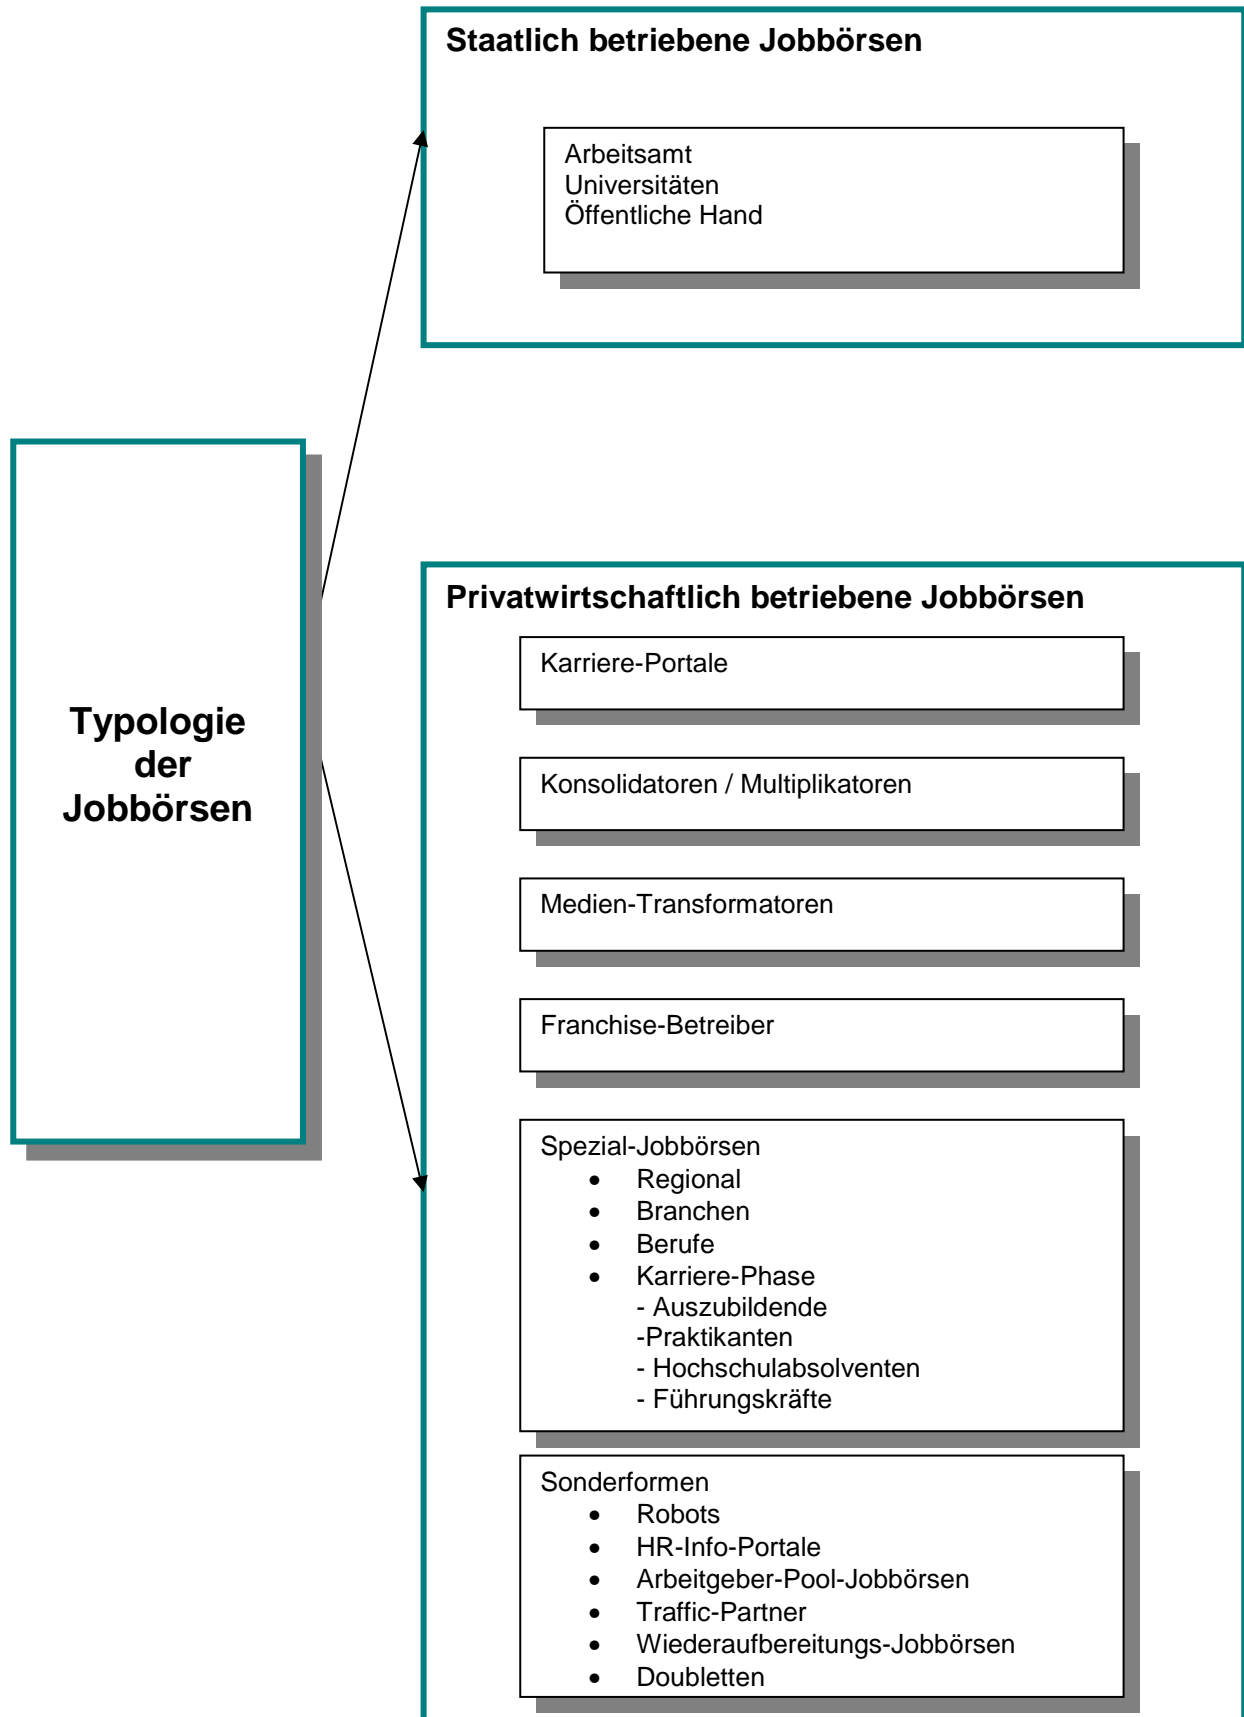 Staatlich betriebene Jobbörsen
Arbeitsamt
Universitäten
Öffentliche Hand
Typologie
der
Jobbörsen
Privatwirtschaftlich betriebene Jobbörsen
Karriere-Portale
Konsolidatoren / Multiplikatoren
Medien-Transformatoren
Franchise-Betreiber
Spezial-Jobbörsen
• Regional
• Branchen
• Berufe
• Karriere-Phase
- Auszubildende
-Praktikanten
- Hochschulabsolventen
- Führungskräfte
Sonderformen
• Robots
• HR-Info-Portale
• Arbeitgeber-Pool-Jobbörsen
• Traffic-Partner
• Wiederaufbereitungs-Jobbörsen
• Doubletten